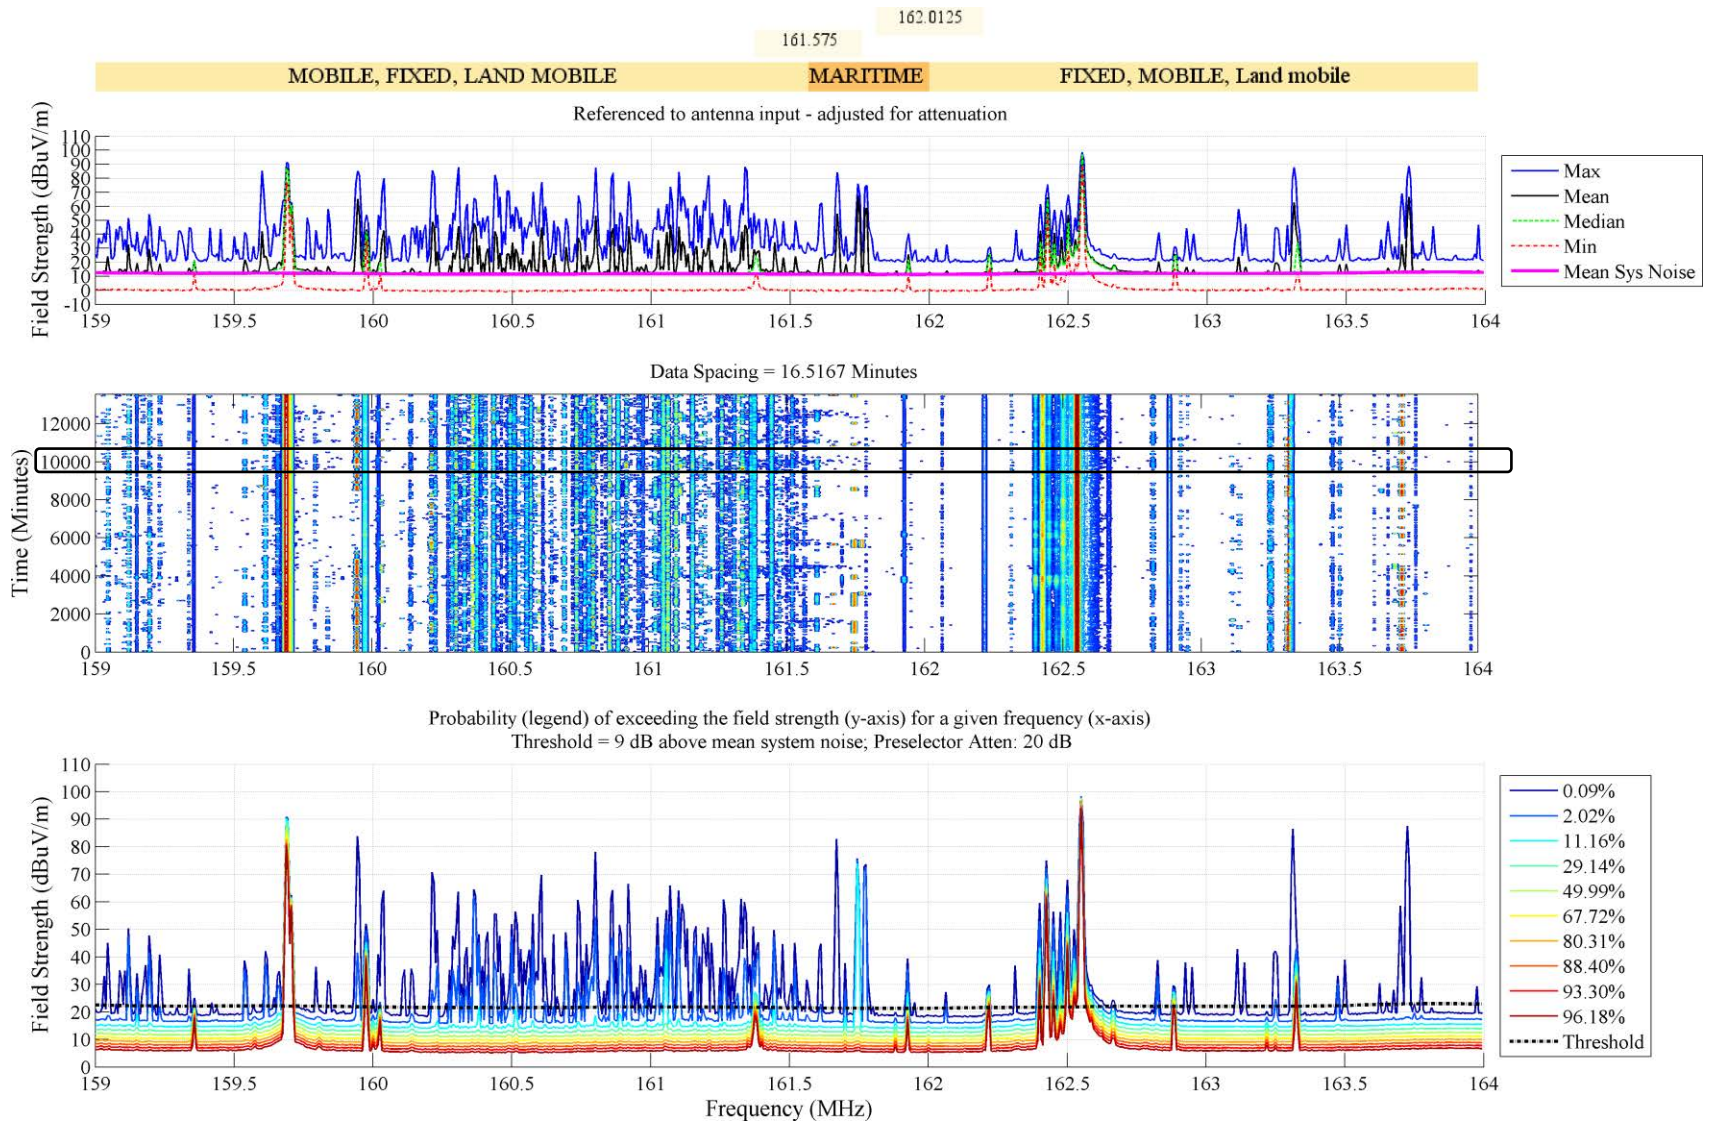 162.0125
161.575
MOBILE, FIXED, LAND MOBILE MARITIME FIXED, MOBILE, Land mobile
Referenced to antenna input - adjusted for attenuation
Field Strength (dBuV/m)
110
100
90
80
70
60
50
40
30
20
10
0
-10
159 159.5 160 160.5 161 161.5 162 162.5 163 163.5 164
Max
Mean
Median
Min
Mean Sys Noise
Data Spacing = 16.5167 Minutes
Time (Minutes)
12000
10000
8000
6000
4000
2000
0
159 159.5 160 160.5 161 161.5 162 162.5 163 163.5 164
Probability (legend) of exceeding the field strength (y-axis) for a given frequency (x-axis)
Threshold = 9 dB above mean system noise; Preselector Atten: 20 dB
Field Strength (dBuV/m)
110
100
90
80
70
60
50
40
30
20
10
0
159 159.5 160 160.5 161 161.5 162 162.5 163 163.5 164
Frequency (MHz)
0.09%
2.02%
11.16%
29.14%
49.99%
67.72%
80.31%
88.40%
93.30%
96.18%
Threshold